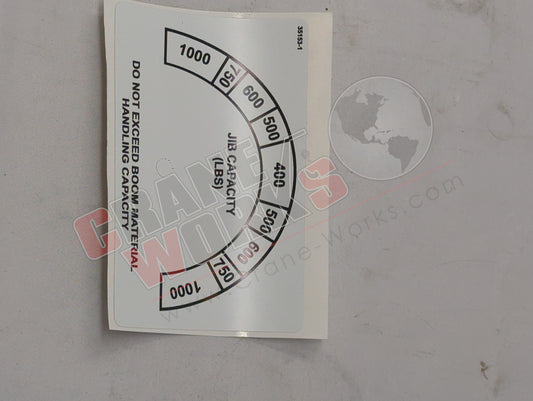 35153-1
1000
750
600
500
400
500
600
750
1000
JIB CAPACITY
(LBS)
DO NOT EXCEED BOOM MATERIAL
HANDLING CAPACITY
CRANE
WORKS
www.Crane-Works.com